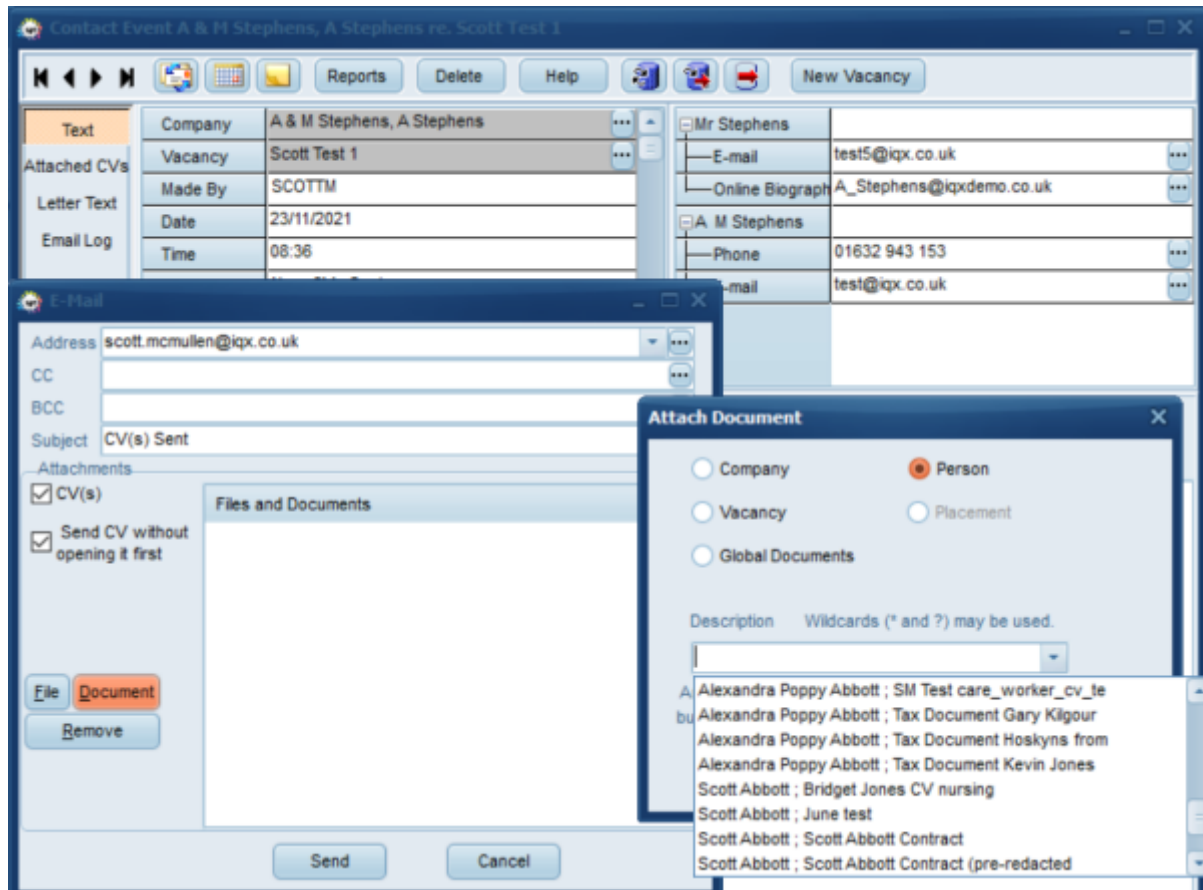 Contact Event A & M Stephens, A Stephens re. Scott Test 1
Reports Delete Help New Vacancy
Text
Attached CVs
Letter Text
Email Log
Company A & M Stephens, A Stephens
Vacancy Scott Test 1
Made By SCOTTM
Date 23/11/2021
Time 08:36
Mr Stephens
E-mail test5@iqx.co.uk
Online Biograph A_Stephens@iqxdemo.co.uk
A M Stephens
Phone 01632 943 153
-mail test@iqx.co.uk
E-Mail
Address scott.mcmullen@iqx.co.uk
CC
BCC
Subject CV(s) Sent
Attachments
CV(s)
Send CV without
opening it first
Files and Documents
File Document
Remove
Send Cancel
Attach Document
Company Person
Vacancy Placement
Global Documents
Description Wildcards (* and ?) may be used.
A
bu
Alexandra Poppy Abbott ; SM Test care_worker_cv_te
Alexandra Poppy Abbott ; Tax Document Gary Kilgour
Alexandra Poppy Abbott ; Tax Document Hoskyns from
Alexandra Poppy Abbott ; Tax Document Kevin Jones
Scott Abbott ; Bridget Jones CV nursing
Scott Abbott ; June test
Scott Abbott ; Scott Abbott Contract
Scott Abbott ; Scott Abbott Contract (pre-redacted